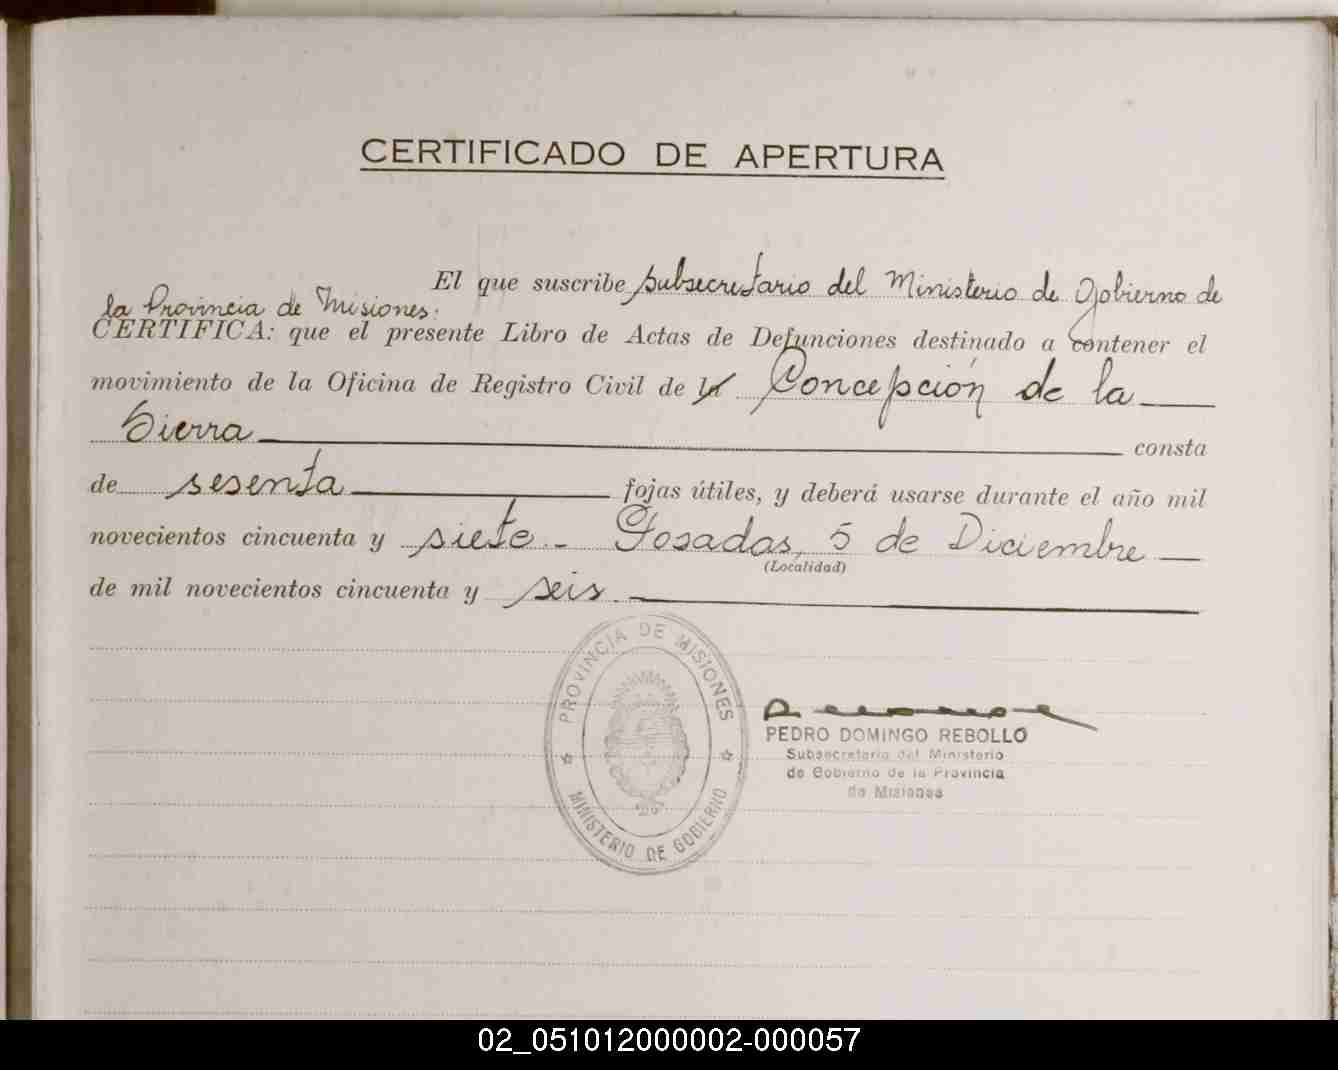 CERTIFICADO DE APERTURA
El que suscribe subsecretario del Ministerio de Gobierno de
la Provincia de Misiones.
CERTIFICA: que el presente Libro de Actas de Defunciones destinado a contener el
movimiento de la Oficina de Registro Civil de la Concepción de la
Sierra consta
de sesenta fojas útiles, y deberá usarse durante el año mil
novecientos cincuenta y siete.- Posadas, 5 de Diciembre
(Localidad)
de mil novecientos cincuenta y seis.
PROVINCIA DE MISIONES
MINISTERIO DE GOBIERNO
PEDRO DOMINGO REBOLLO
Subsecretario del Ministerio
de Gobierno de la Provincia
de Misiones
02_051012000002-000057